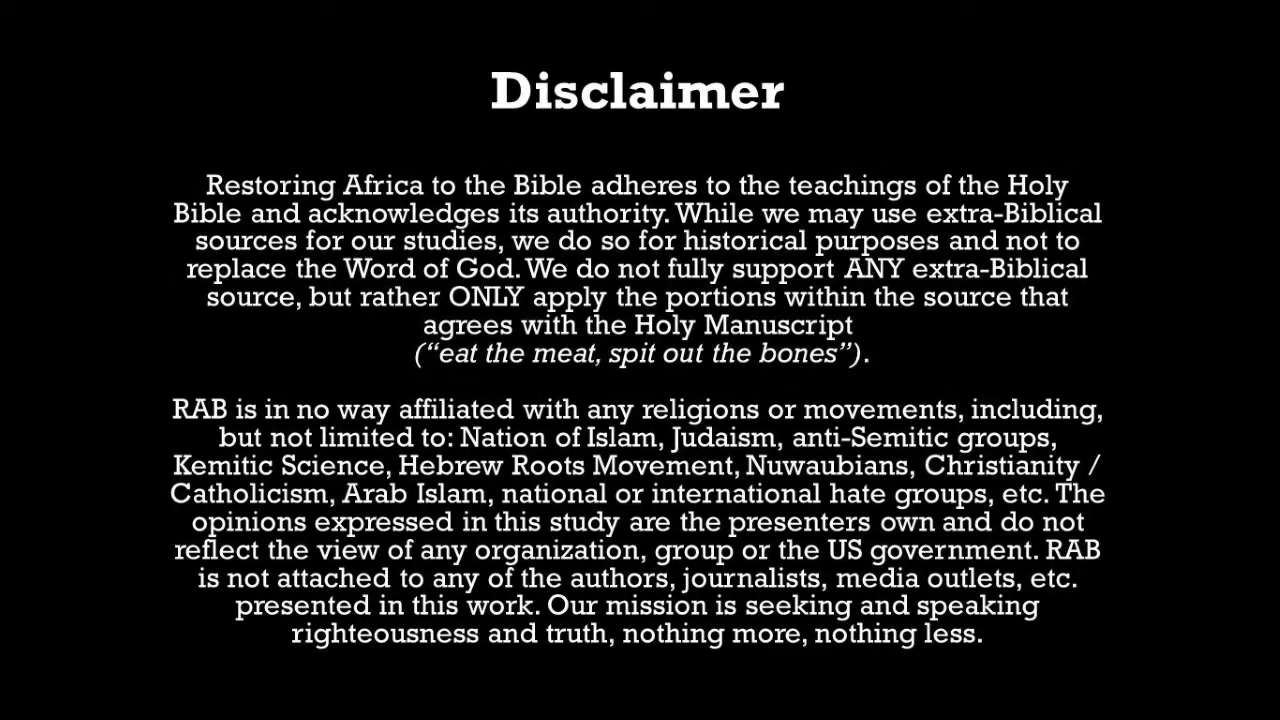 Disclaimer
Restoring Africa to the Bible adheres to the teachings of the Holy
Bible and acknowledges its authority. While we may use extra-Biblical
sources for our studies, we do so for historical purposes and not to
replace the Word of God. We do not fully support ANY extra-Biblical
source, but rather ONLY apply the portions within the source that
agrees with the Holy Manuscript
(“eat the meat, spit out the bones”).
RAB is in no way affiliated with any religions or movements, including,
but not limited to: Nation of Islam, Judaism, anti-Semitic groups,
Kemitic Science, Hebrew Roots Movement, Nuwaubians, Christianity /
Catholicism, Arab Islam, national or international hate groups, etc. The
opinions expressed in this study are the presenters own and do not
reflect the view of any organization, group or the US government. RAB
is not attached to any of the authors, journalists, media outlets, etc.
presented in this work. Our mission is seeking and speaking
righteousness and truth, nothing more, nothing less.